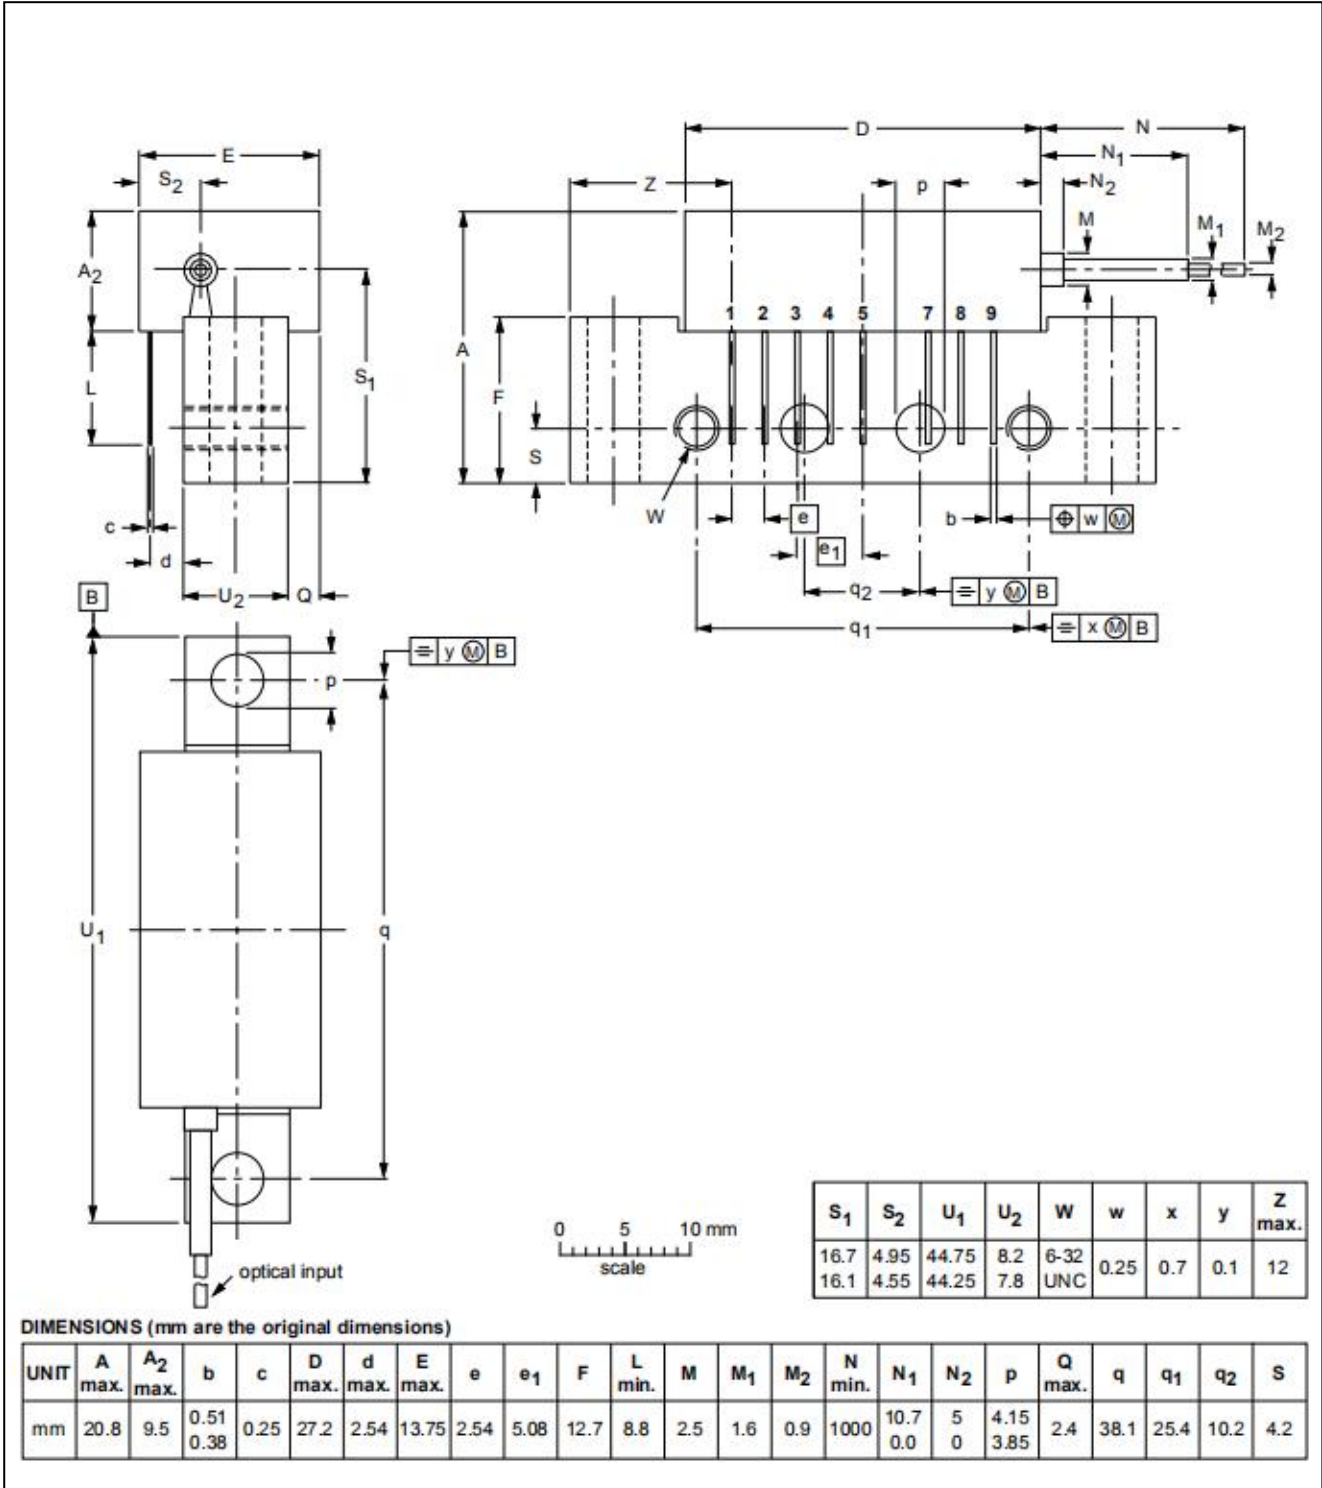 D
N
E
N1
S2
Z
p
N2
M
M1
M2
A2
1 2 3 4 5 7 8 9
A
L
S1
F
S
W
e
b
w M
c
e1
d
U2 Q
q2
y M B
B
q1
x M B
y M B
p
U1
q
S1 S2 U1 U2 W w x y Z max.
16.7 4.95 44.75 8.2 6-32 0.25 0.7 0.1 12
16.1 4.55 44.25 7.8 UNC
0 5 10 mm
scale
optical input
DIMENSIONS (mm are the original dimensions)
UNIT A max. A2 max. b c D max. d max. E max. e e1 F L min. M M1 M2 N min. N1 N2 p Q max. q q1 q2 S
mm 20.8 9.5 0.51 0.25 27.2 2.54 13.75 2.54 5.08 12.7 8.8 2.5 1.6 0.9 1000 10.7 5 4.15 2.4 38.1 25.4 10.2 4.2
0.38 0.0 0 3.85